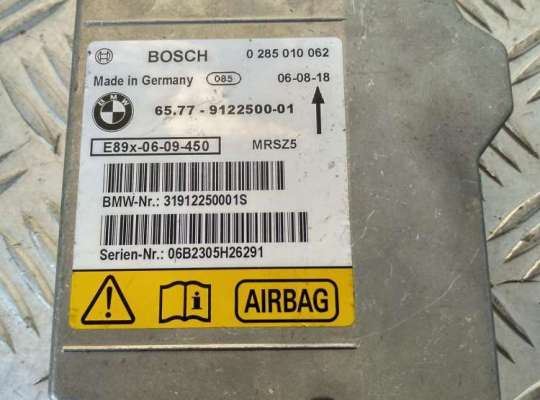 BOSCH 0 285 010 062
Made in Germany 085 06-08-18
BMW 65.77 - 9122500-01
E89x-06-09-450 MRSZ5
BMW-Nr.: 31912250001S
Serien-Nr.: 06B2305H26291
AIRBAG